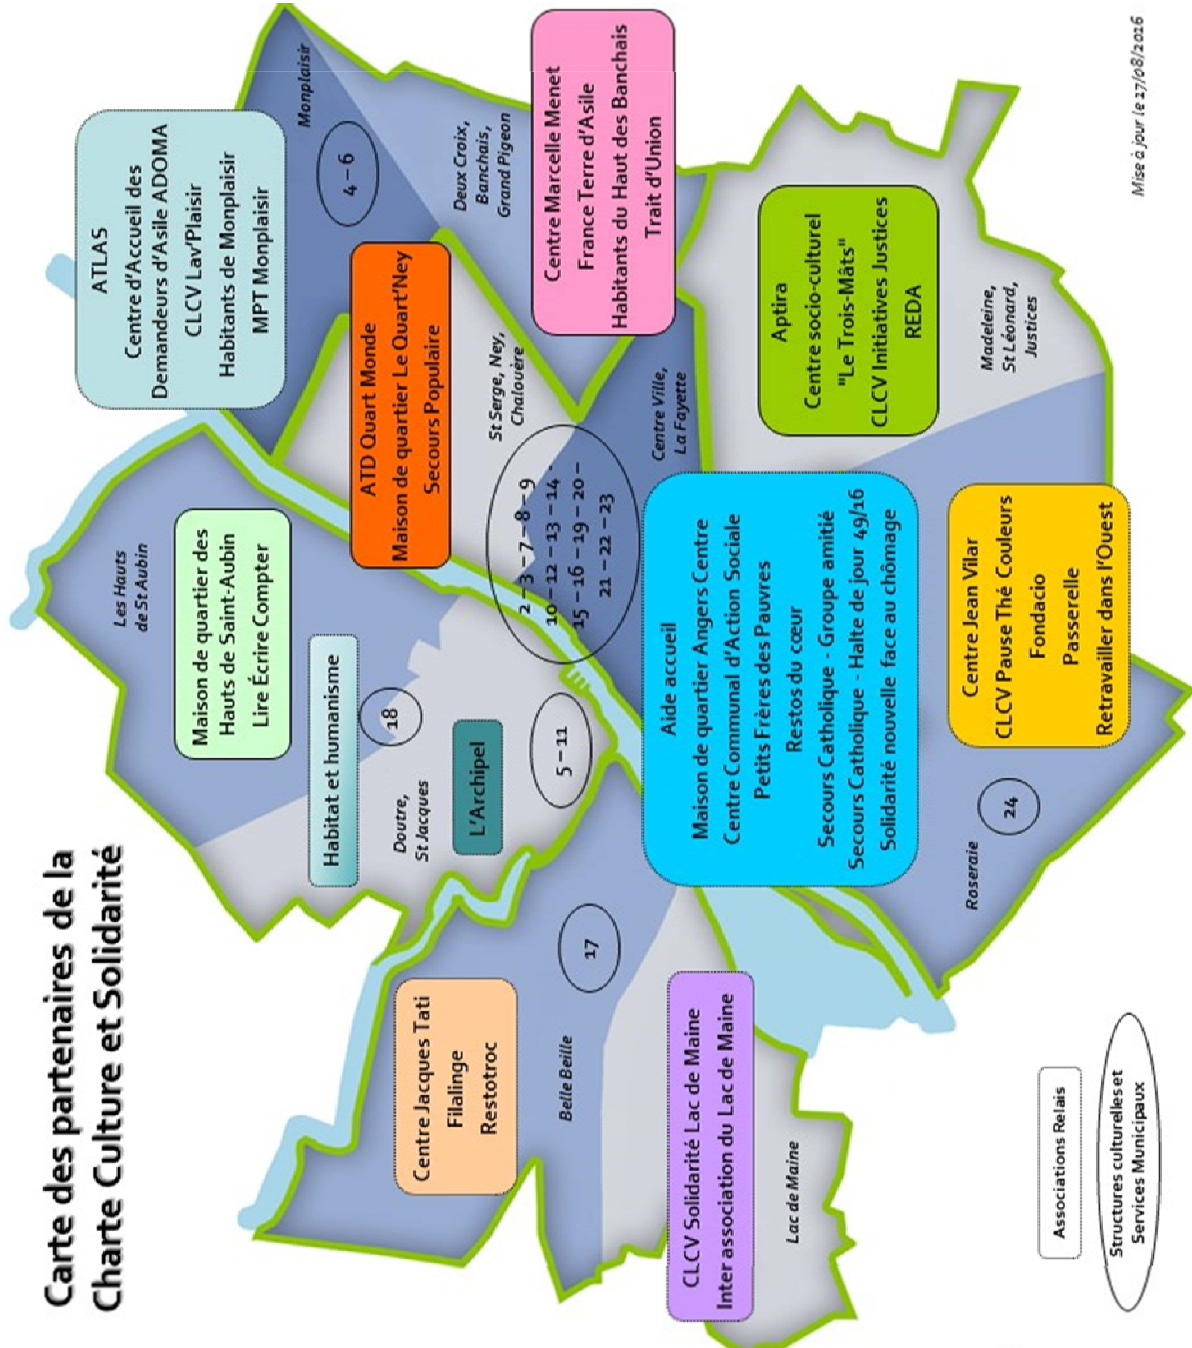 Carte des partenaires de la
Charte Culture et Solidarité
ATLAS
Centre d'Accueil des
Demandeurs d'Asile ADOMA
CLCV Lav'Plaisir
Habitants de Monplaisir
MPT Monplaisir
Monplaisir
4 – 6
Les Hauts
de St Aubin
Maison de quartier des
Hauts de Saint-Aubin
Lire Écrire Compter
ATD Quart Monde
Maison de quartier Le Quart'Ney
Secours Populaire
Deux Croix,
Banchais,
Grand Pigeon
Habitat et humanisme
18
Doutre,
St Jacques
L'Archipel
5 – 11
St Serge, Ney,
Chalouère
2 – 3 – 7 – 8 – 9
10 – 12 – 13 – 14 -
15 – 16 – 19 – 20 –
21 – 22 – 23
Centre Marcelle Menet
France Terre d'Asile
Habitants du Haut des Banchais
Trait d'Union
Centre Jacques Tati
Filalinge
Restotroc
17
Belle Beille
Centre Ville,
La Fayette
Aide accueil
Maison de quartier Angers Centre
Centre Communal d'Action Sociale
Petits Frères des Pauvres
Restos du cœur
Secours Catholique - Groupe amitié
Secours Catholique - Halte de jour 49/16
Solidarité nouvelle face au chômage
CLCV Solidarité Lac de Maine
Inter association du Lac de Maine
Lac de Maine
Aptira
Centre socio-culturel
"Le Trois-Mâts"
CLCV Initiatives Justices
REDA
Madeleine,
St Léonard,
Justices
Centre Jean Vilar
CLCV Pause Thé Couleurs
Fondacio
Passerelle
Retravailler dans l'Ouest
24
Roseraie
Associations Relais
Structures culturelles et
Services Municipaux
Mise à jour le 27/08/2016